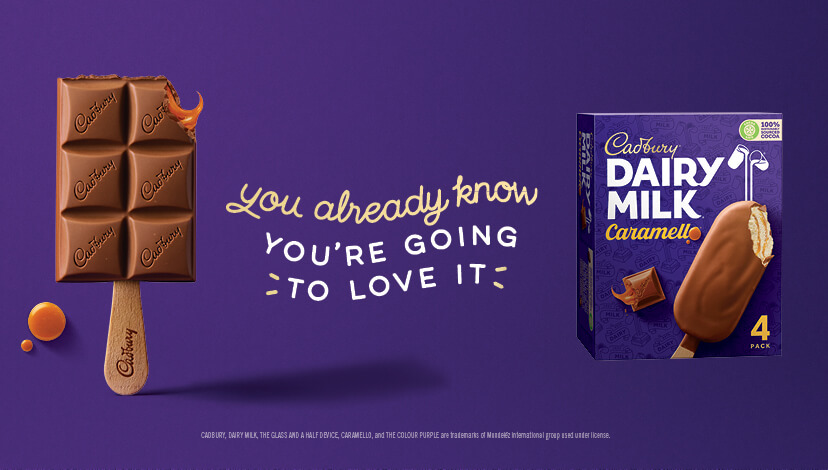 Cadbury
Cadbury
Cadbury
Cadbury
Cadbury
Cadbury
Cadbury
You already know
YOU'RE GOING
TO LOVE IT
Cadbury
DAIRY
MILK
Caramello
100%
SUSTAINABLY
SOURCED
COCOA
4
PACK
CADBURY, DAIRY MILK, THE GLASS AND A HALF DEVICE, CARAMELLO, and THE COLOUR PURPLE are trademarks of Mondelēz International group used under license.